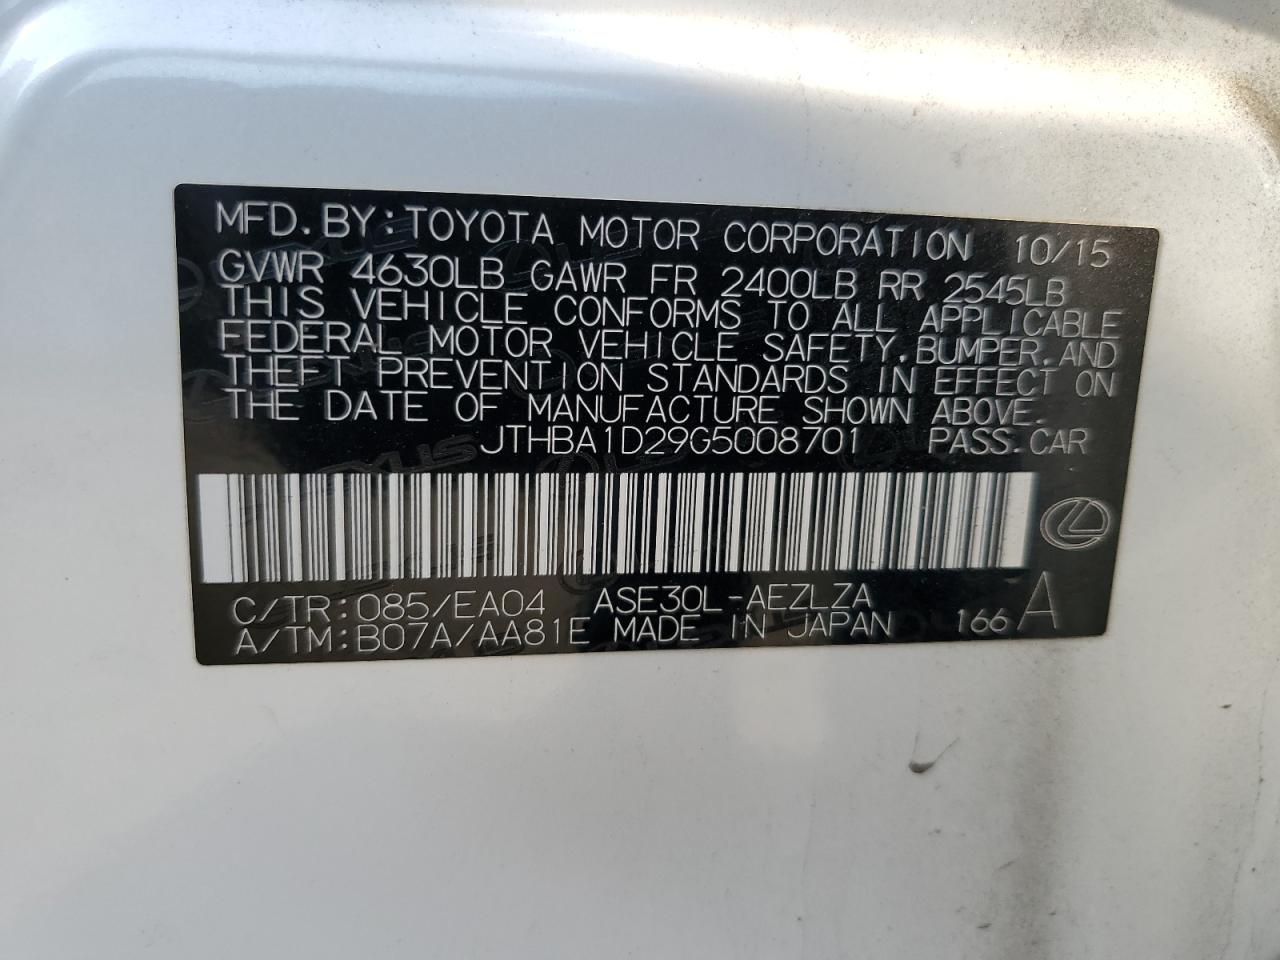 MFD. BY: TOYOTA MOTOR CORPORATION 10/15
GVWR 4630LB GAWR FR 2400LB RR 2545LB
THIS VEHICLE CONFORMS TO ALL APPLICABLE
FEDERAL MOTOR VEHICLE SAFETY, BUMPER, AND
THEFT PREVENTION STANDARDS IN EFFECT ON
THE DATE OF MANUFACTURE SHOWN ABOVE.
JTHBA1D29G5008701 PASS. CAR
C/TR: 085/EA04 ASE30L-AEZLZA
A/TM: B07A/AA81E MADE IN JAPAN 166 A